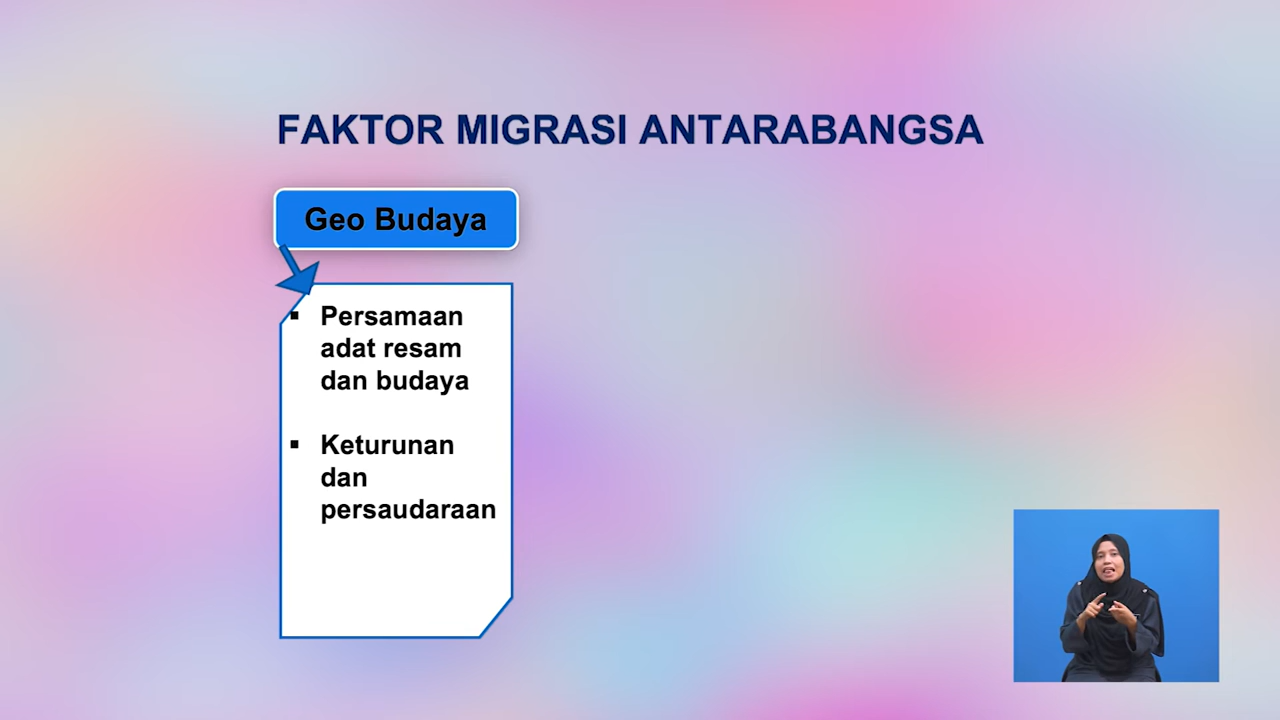 FAKTOR MIGRASI ANTARABANGSA
Geo Budaya
▪ Persamaan
adat resam
dan budaya
▪ Keturunan
dan
persaudaraan